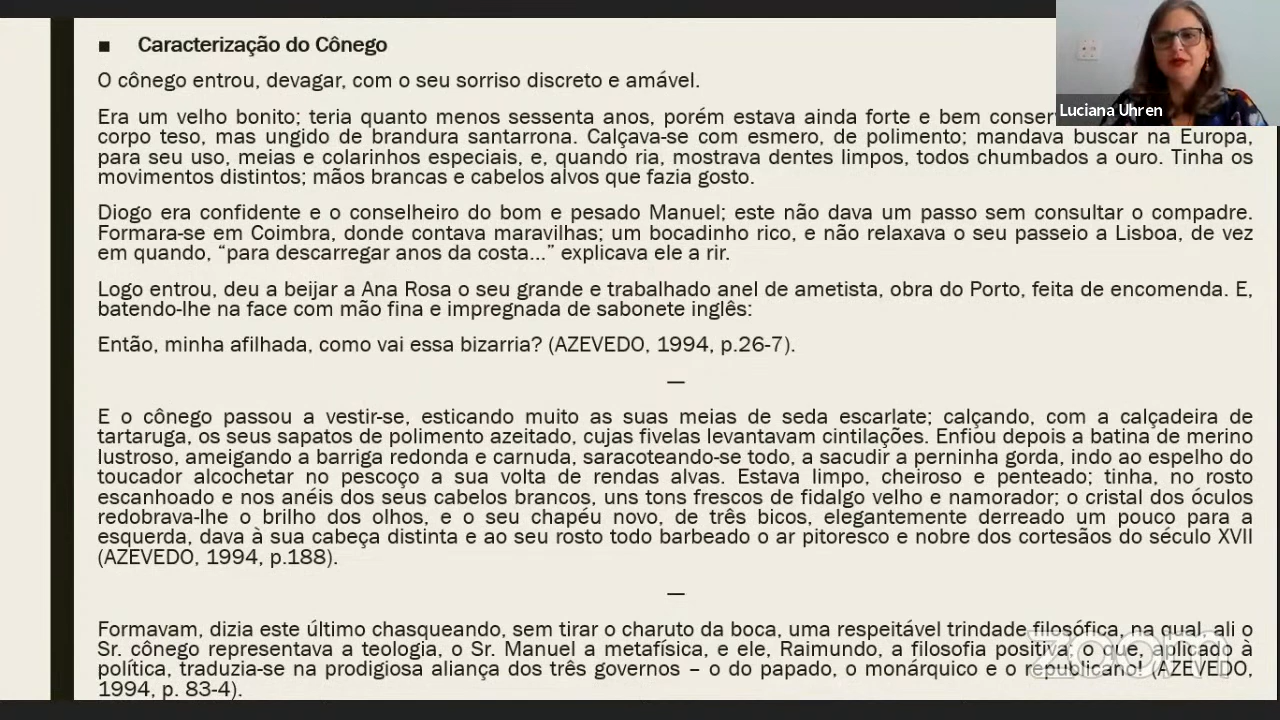 ■ Caracterização do Cônego
Luciana Uhren
O cônego entrou, devagar, com o seu sorriso discreto e amável.
Era um velho bonito; teria quanto menos sessenta anos, porém estava ainda forte e bem conser
corpo teso, mas ungido de brandura santarrona. Calçava-se com esmero, de polimento; mandava buscar na Europa,
para seu uso, meias e colarinhos especiais, e, quando ria, mostrava dentes limpos, todos chumbados a ouro. Tinha os
movimentos distintos; mãos brancas e cabelos alvos que fazia gosto.
Diogo era confidente e o conselheiro do bom e pesado Manuel; este não dava um passo sem consultar o compadre.
Formara-se em Coimbra, donde contava maravilhas; um bocadinho rico, e não relaxava o seu passeio a Lisboa, de vez
em quando, “para descarregar anos da costa...” explicava ele a rir.
Logo entrou, deu a beijar a Ana Rosa o seu grande e trabalhado anel de ametista, obra do Porto, feita de encomenda. E,
batendo-lhe na face com mão fina e impregnada de sabonete inglês:
Então, minha afilhada, como vai essa bizarria? (AZEVEDO, 1994, p.26-7).
—
E o cônego passou a vestir-se, esticando muito as suas meias de seda escarlate; calçando, com a calçadeira de
tartaruga, os seus sapatos de polimento azeitado, cujas fivelas levantavam cintilações. Enfiou depois a batina de merino
lustroso, ameigando a barriga redonda e carnuda, saracoteando-se todo, a sacudir a perninha gorda, indo ao espelho do
toucador alcochetar no pescoço a sua volta de rendas alvas. Estava limpo, cheiroso e penteado; tinha, no rosto
escanhoado e nos anéis dos seus cabelos brancos, uns tons frescos de fidalgo velho e namorador; o cristal dos óculos
redobrava-lhe o brilho dos olhos, e o seu chapéu novo, de três bicos, elegantemente derreado um pouco para a
esquerda, dava à sua cabeça distinta e ao seu rosto todo barbeado o ar pitoresco e nobre dos cortesãos do século XVII
(AZEVEDO, 1994, p.188).
—
Formavam, dizia este último chasqueando, sem tirar o charuto da boca, uma respeitável trindade filosófica, na qual, ali o
Sr. cônego representava a teologia, o Sr. Manuel a metafísica, e ele, Raimundo, a filosofia positiva; o que, aplicado à
política, traduzia-se na prodigiosa aliança dos três governos – o do papado, o monárquico e o republicano! (AZEVEDO,
1994, p. 83-4).
zoom